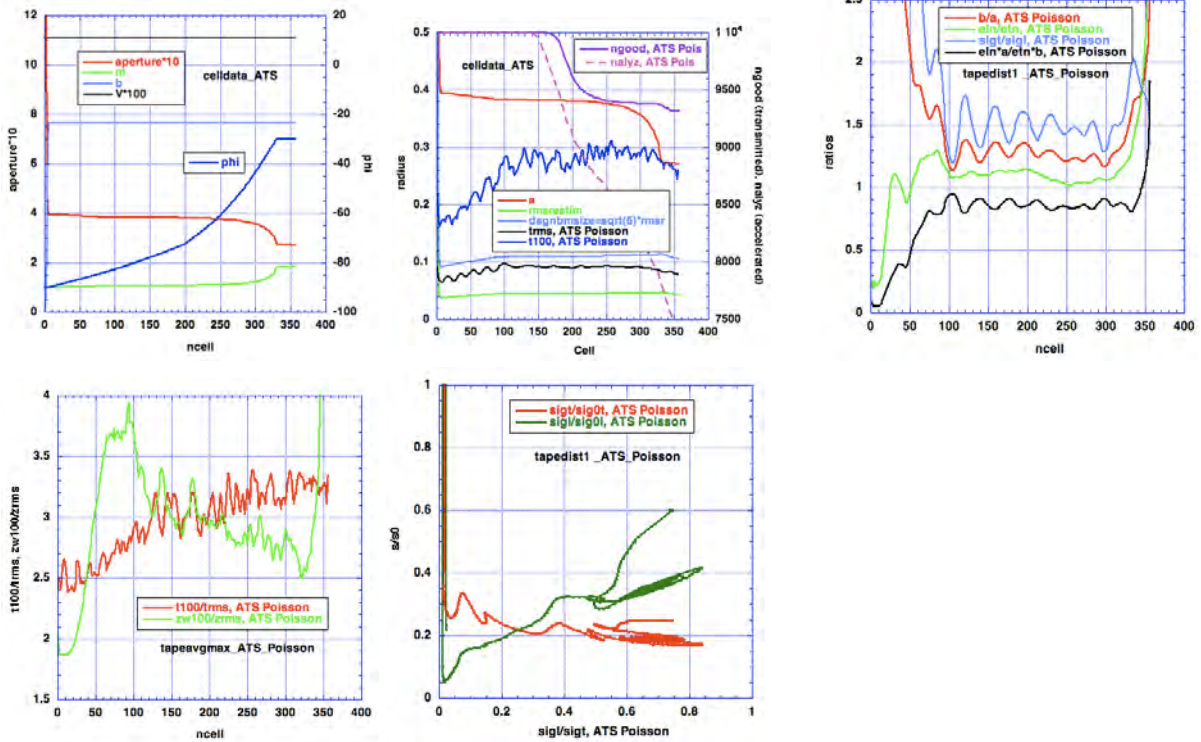 12
10
8
6
4
2
0
aperture*10
m
b
V*100
celldata_ATS
phi
20
0
-20
-40
-60
-80
-100
aperture*10
phi
0 50 100 150 200 250 300 350 400
ncell
0.5
0.4
0.3
0.2
0.1
0
radius
celldata_ATS
ngood, ATS Pois
nalyz, ATS Pois
a
rmsrestim
dsgnbmsize=sqrt(5)*rmsr
trms, ATS Poisson
t100, ATS Poisson
1 10⁴
9500
9000
8500
8000
7500
ngood (transmitted), nalyz (accelerated)
0 50 100 150 200 250 300 350 400
Cell
2
1.5
1
0.5
0
ratios
b/a, ATS Poisson
eln/etn, ATS Poisson
sigt/sigl, ATS Poisson
eln*a/etn*b, ATS Poisson
tapedist1 _ATS_Poisson
0 50 100 150 200 250 300 350 400
ncell
4
3.5
3
2.5
2
1.5
t100/trms, zw100/zrms
t100/trms, ATS Poisson
zw100/zrms, ATS Poisson
tapeavgmax_ATS_Poisson
0 50 100 150 200 250 300 350 400
ncell
1
0.8
0.6
0.4
0.2
0
s/s0
sigt/sig0t, ATS Poisson
sigl/sig0l, ATS Poisson
tapedist1 _ATS_Poisson
0 0.2 0.4 0.6 0.8 1
sigl/sigt, ATS Poisson